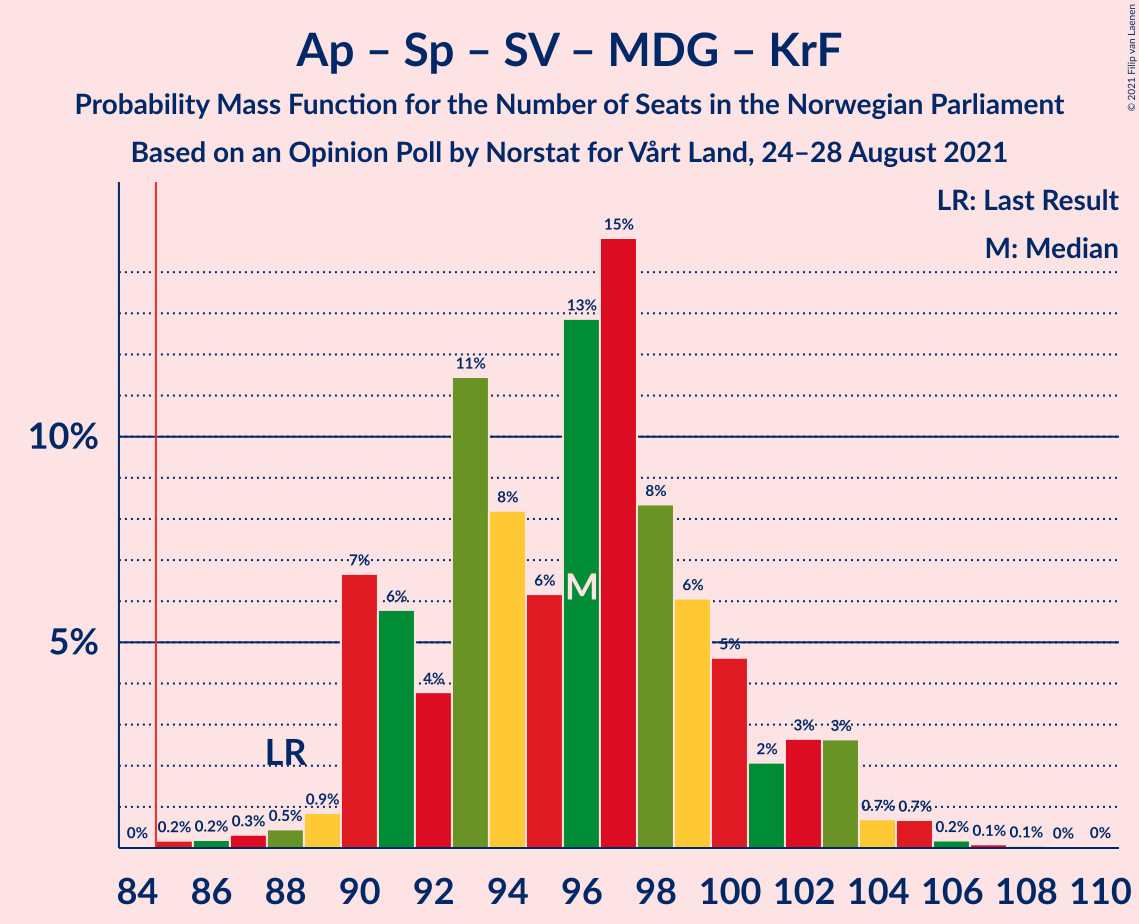 Ap – Sp – SV – MDG – KrF
Probability Mass Function for the Number of Seats in the Norwegian Parliament
Based on an Opinion Poll by Norstat for Vårt Land, 24–28 August 2021
© 2021 Filip van Laenen
LR: Last Result
M: Median
10%
5%
0% 0.2% 0.2% 0.3% 0.5% 0.9% 7% 6% 4% 11% 8% 6% 13% 15% 8% 6% 5% 2% 3% 3% 0.7% 0.7% 0.2% 0.1% 0.1% 0% 0%
LR
M
84 86 88 90 92 94 96 98 100 102 104 106 108 110